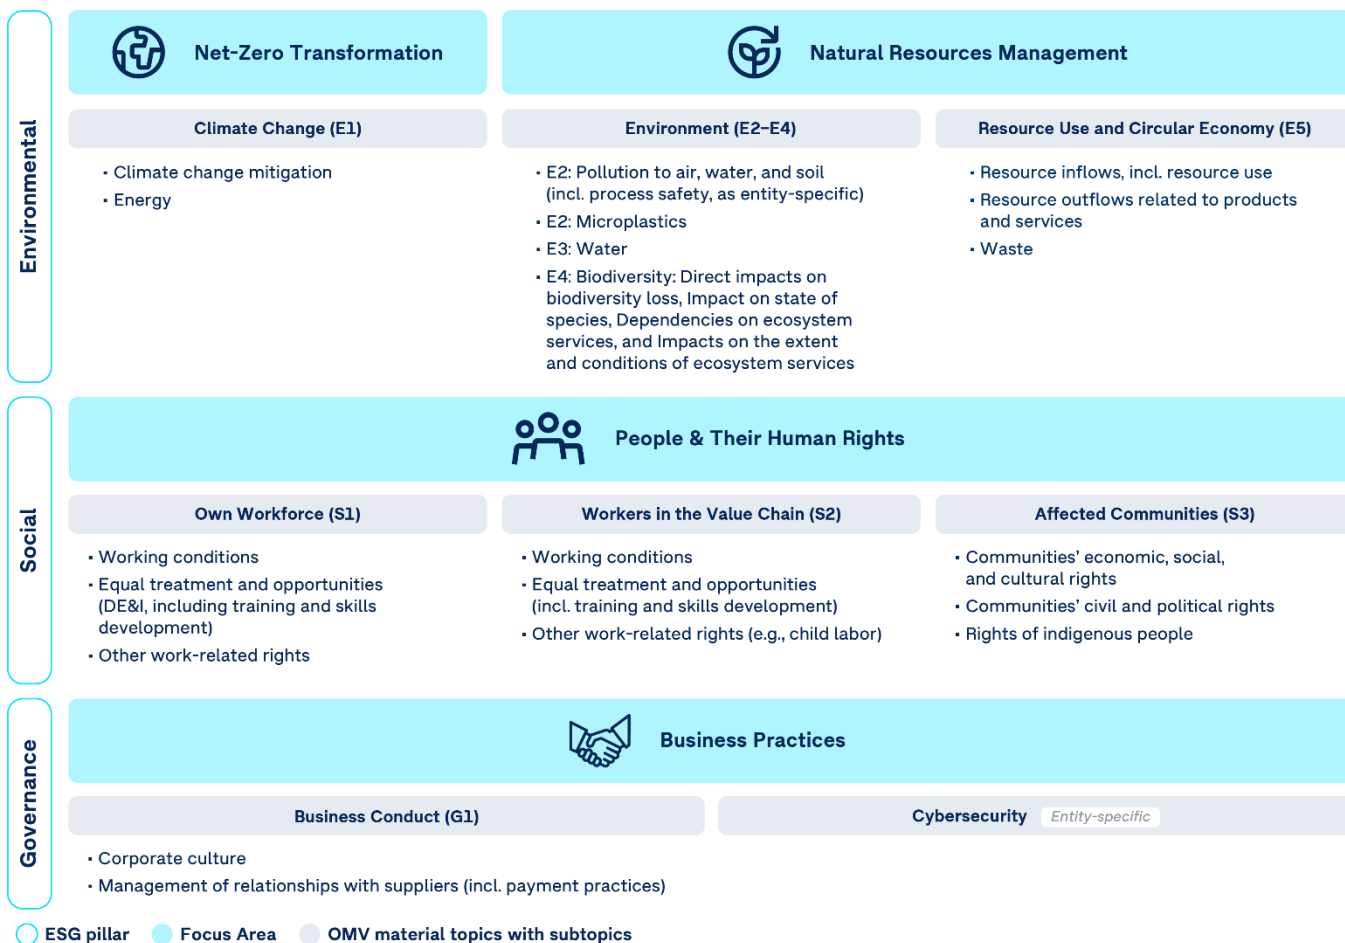 Environmental
Net-Zero Transformation
Natural Resources Management
Climate Change (E1)
▪ Climate change mitigation
▪ Energy
Environment (E2–E4)
▪ E2: Pollution to air, water, and soil
(incl. process safety, as entity-specific)
▪ E2: Microplastics
▪ E3: Water
▪ E4: Biodiversity: Direct impacts on
biodiversity loss, Impact on state of
species, Dependencies on ecosystem
services, and Impacts on the extent
and conditions of ecosystem services
Resource Use and Circular Economy (E5)
▪ Resource inflows, incl. resource use
▪ Resource outflows related to products
and services
▪ Waste
Social
People & Their Human Rights
Own Workforce (S1)
▪ Working conditions
▪ Equal treatment and opportunities
(DE&I, including training and skills
development)
▪ Other work-related rights
Workers in the Value Chain (S2)
▪ Working conditions
▪ Equal treatment and opportunities
(incl. training and skills development)
▪ Other work-related rights (e.g., child labor)
Affected Communities (S3)
▪ Communities’ economic, social,
and cultural rights
▪ Communities’ civil and political rights
▪ Rights of indigenous people
Governance
Business Practices
Business Conduct (G1)
▪ Corporate culture
▪ Management of relationships with suppliers (incl. payment practices)
Cybersecurity Entity-specific
ESG pillar Focus Area OMV material topics with subtopics